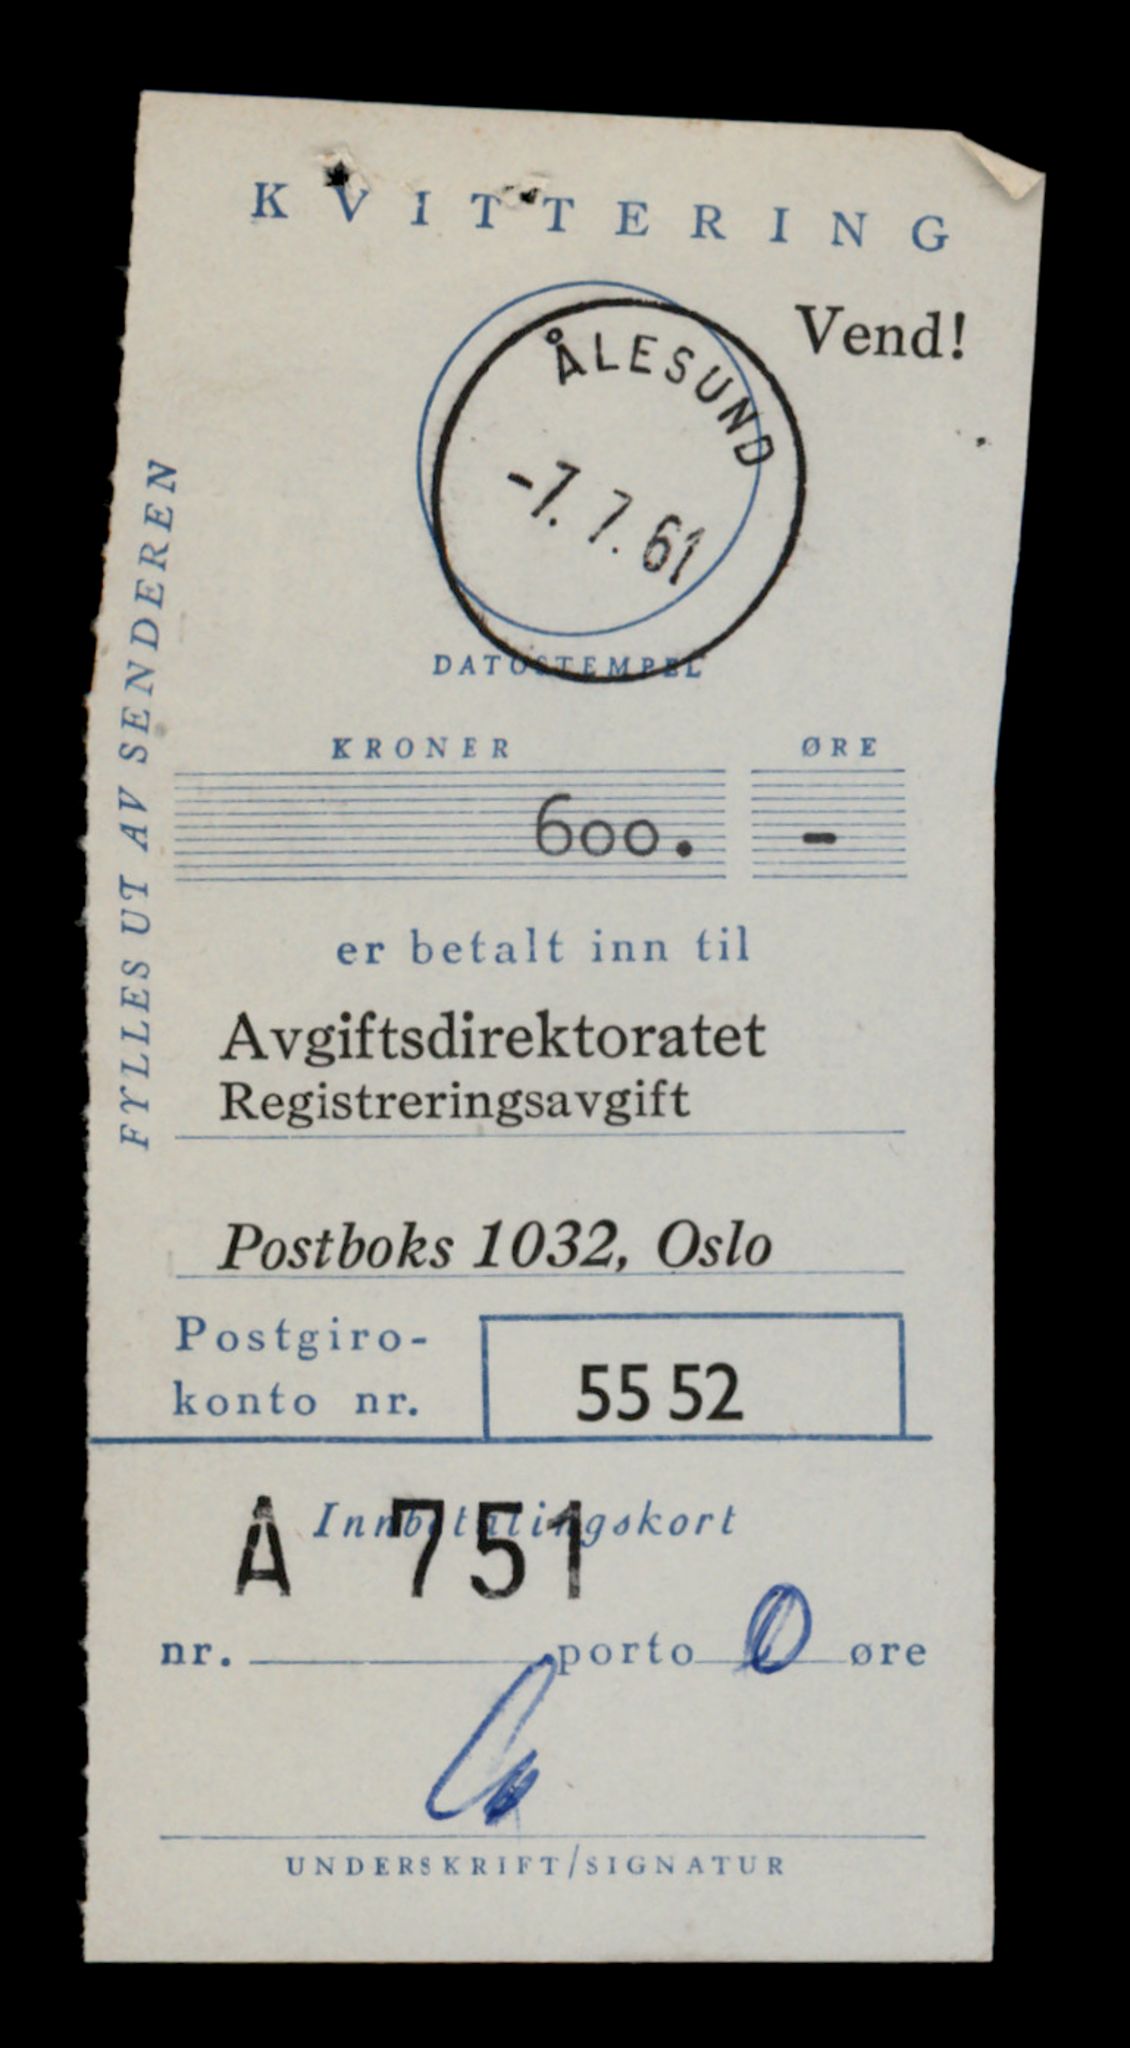 KVITTERING
Vend!
ÅLESUND
-7.7.61
DATOSTEMPEL
FYLLES UT AV SENDEREN
KRONER ØRE
600. -
er betalt inn til
Avgiftsdirektoratet
Registreringsavgift
Postboks 1032, Oslo
Postgiro-
konto nr. 55 52
Innbetalingskort
Å 751
nr. porto 0 øre
UNDERSKRIFT/SIGNATUR